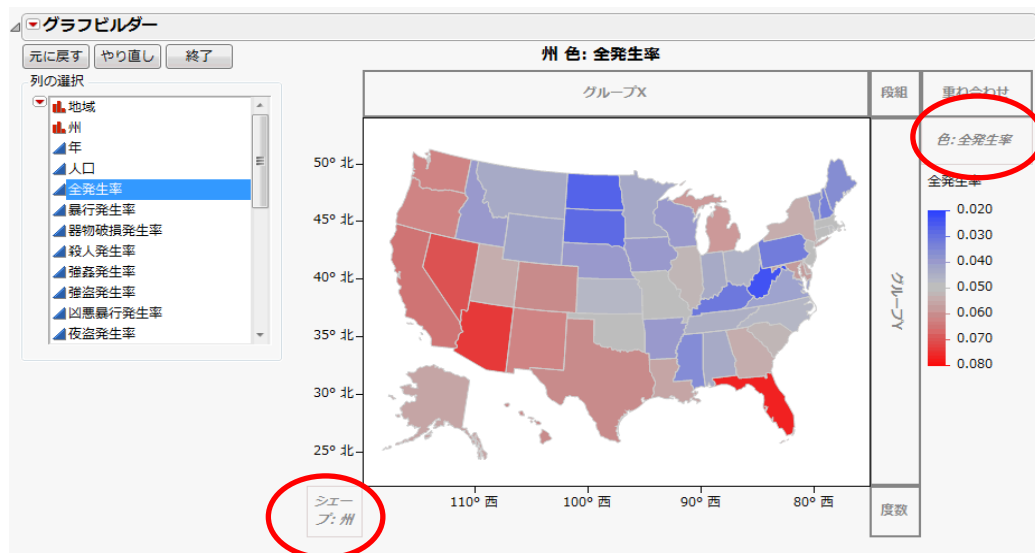 グラフビルダー
元に戻す やり直し 終了
列の選択
地域
州
年
人口
全発生率
暴行発生率
器物破損発生率
殺人発生率
強姦発生率
強盗発生率
凶悪暴行発生率
夜盗発生率
州 色: 全発生率
グループX
段組
重ね合わせ
色: 全発生率
全発生率
0.020
0.030
0.040
0.050
0.060
0.070
0.080
グループY
50° 北
45° 北
40° 北
35° 北
30° 北
25° 北
110° 西 100° 西 90° 西 80° 西
シェー
プ: 州
度数